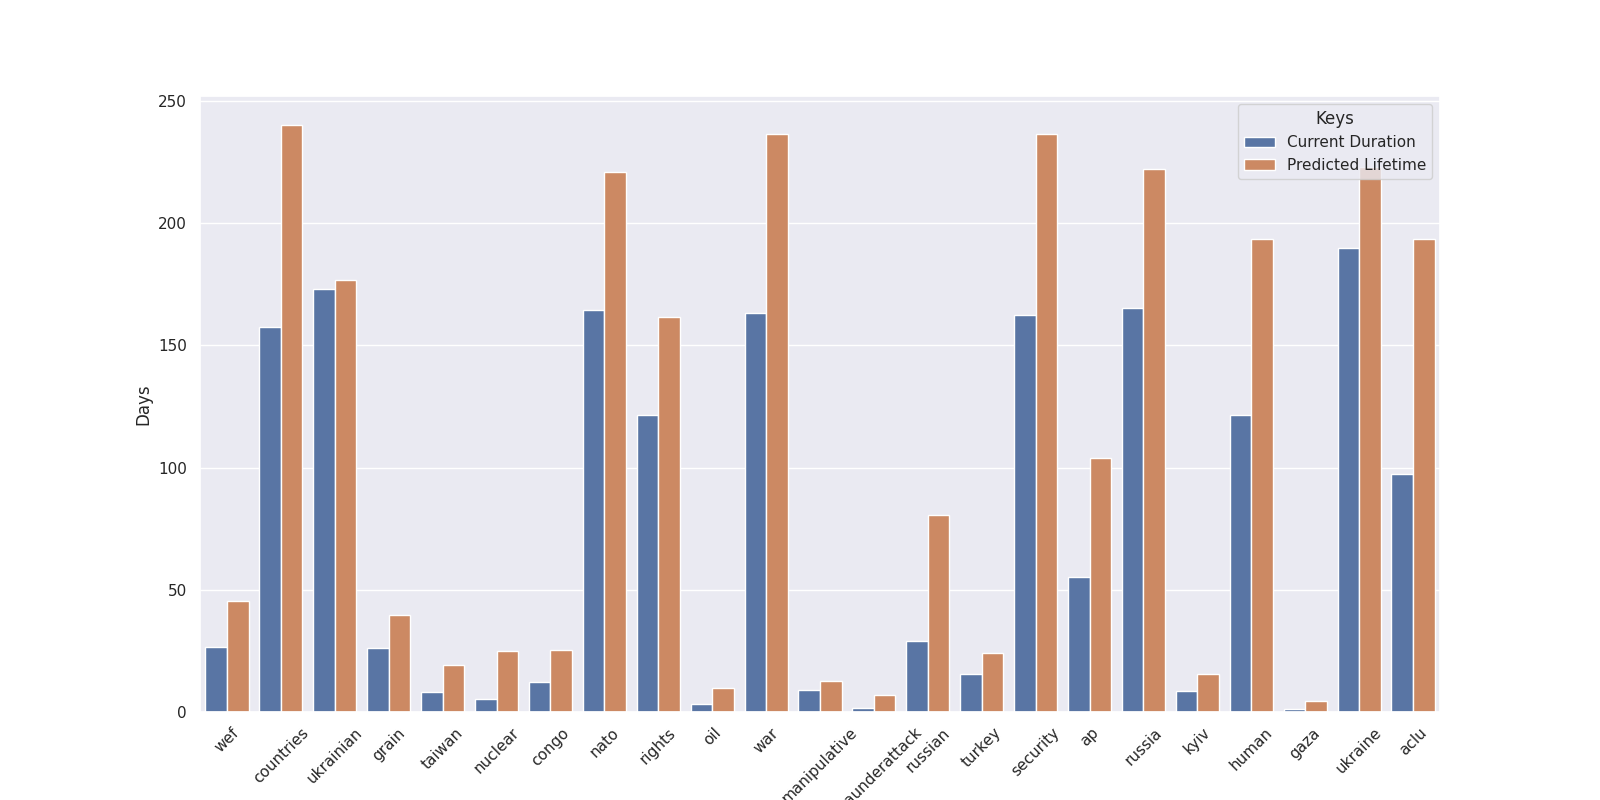 250
200
150
100
50
0
Days
Keys
Current Duration
Predicted Lifetime
wef
countries
ukrainian
grain
taiwan
nuclear
congo
nato
rights
oil
war
manipulative
russian
turkey
security
ap
russia
kyiv
human
gaza
ukraine
aclu